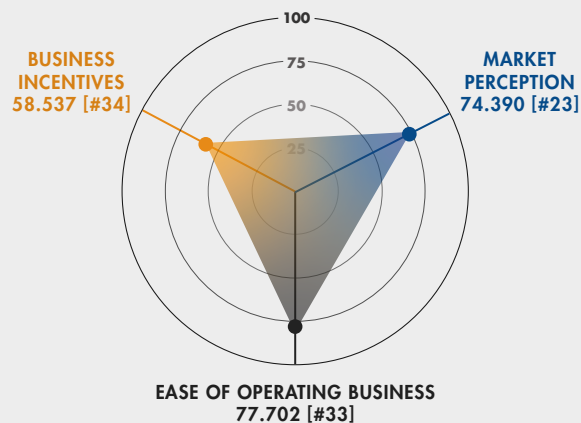 100
75
50
25
BUSINESS
INCENTIVES
58.537 [#34]
MARKET
PERCEPTION
74.390 [#23]
EASE OF OPERATING BUSINESS
77.702 [#33]